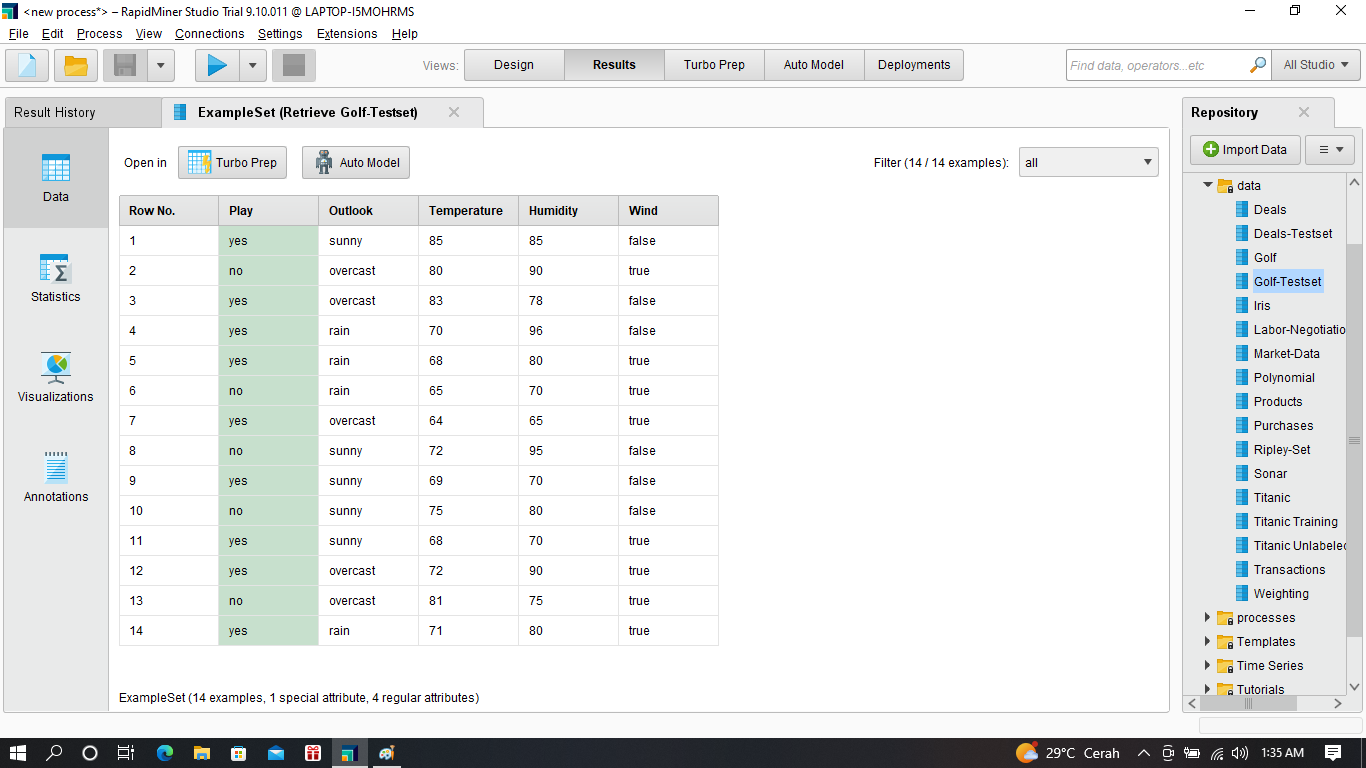 <new process*> – RapidMiner Studio Trial 9.10.011 @ LAPTOP-I5MOHRMS
File Edit Process View Connections Settings Extensions Help
Views: Design Results Turbo Prep Auto Model Deployments Find data, operators...etc All Studio
Result History ExampleSet (Retrieve Golf-Testset)
Data
Statistics
Visualizations
Annotations
Open in Turbo Prep Auto Model Filter (14 / 14 examples): all
Row No. Play Outlook Temperature Humidity Wind
1 yes sunny 85 85 false
2 no overcast 80 90 true
3 yes overcast 83 78 false
4 yes rain 70 96 false
5 yes rain 68 80 true
6 no rain 65 70 true
7 yes overcast 64 65 true
8 no sunny 72 95 false
9 yes sunny 69 70 false
10 no sunny 75 80 false
11 yes sunny 68 70 true
12 yes overcast 72 90 true
13 no overcast 81 75 true
14 yes rain 71 80 true
ExampleSet (14 examples, 1 special attribute, 4 regular attributes)
Repository
Import Data
data
Deals
Deals-Testset
Golf
Golf-Testset
Iris
Labor-Negotiatio
Market-Data
Polynomial
Products
Purchases
Ripley-Set
Sonar
Titanic
Titanic Training
Titanic Unlabeled
Transactions
Weighting
processes
Templates
Time Series
Tutorials
29°C Cerah 1:35 AM